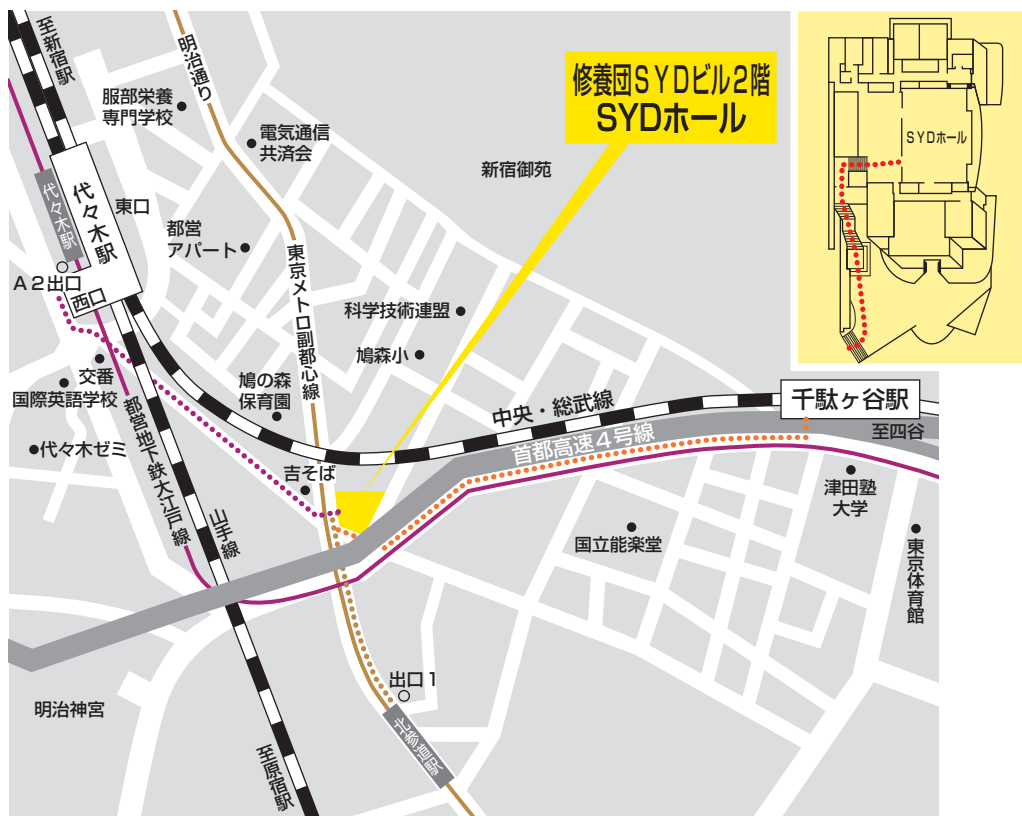 至新宿駅
明治通り
服部栄養
専門学校
電気通信
共済会
修養団SYDビル2階
SYDホール
SYDホール
新宿御苑
代々木駅
代々木駅
東口
都営
アパート
A2出口
西口
東京メトロ副都心線
科学技術連盟
鳩森小
交番
国際英語学校
鳩の森
保育園
中央・総武線
千駄ヶ谷駅
至四谷
首都高速4号線
代々木ゼミ
都営地下鉄大江戸線
吉そば
山手線
津田塾
大学
国立能楽堂
東京体育館
出口1
明治神宮
北参道駅
至原宿駅